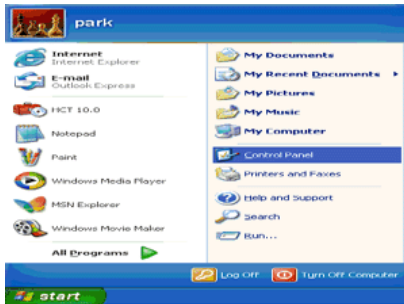 park
Internet
Internet Explorer
E-mail
Outlook Express
HCT 10.0
Notepad
Paint
Windows Media Player
MSN Explorer
Windows Movie Maker
All Programs
My Documents
My Recent Documents
My Pictures
My Music
My Computer
Control Panel
Printers and Faxes
Help and Support
Search
Run...
Log Off
Turn Off Computer
start